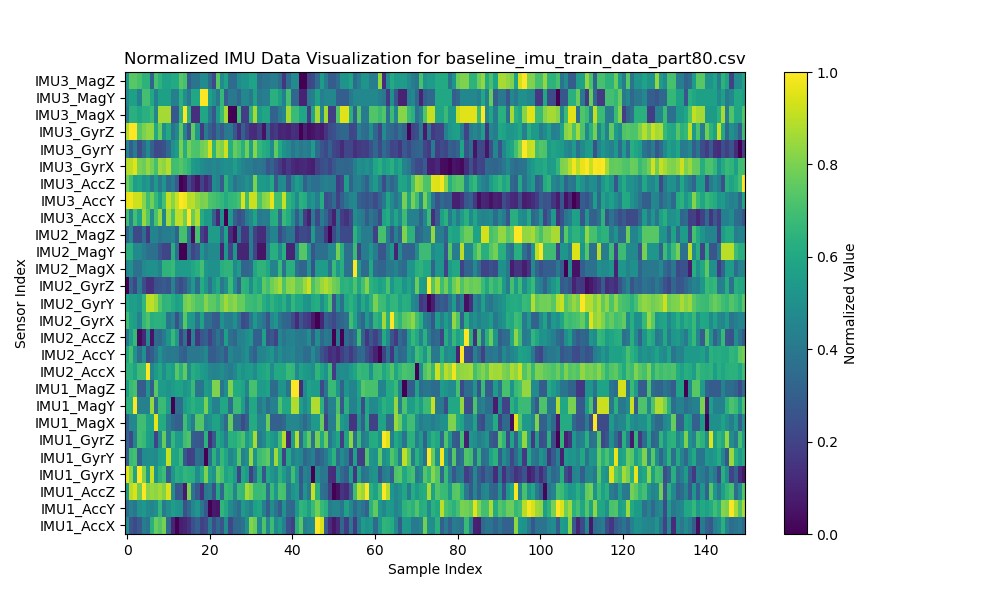 Normalized IMU Data Visualization for baseline_imu_train_data_part80.csv
IMU3_MagZ
IMU3_MagY
IMU3_MagX
IMU3_GyrZ
IMU3_GyrY
IMU3_GyrX
IMU3_AccZ
IMU3_AccY
IMU3_AccX
IMU2_MagZ
IMU2_MagY
IMU2_MagX
IMU2_GyrZ
IMU2_GyrY
IMU2_GyrX
IMU2_AccZ
IMU2_AccY
IMU2_AccX
IMU1_MagZ
IMU1_MagY
IMU1_MagX
IMU1_GyrZ
IMU1_GyrY
IMU1_GyrX
IMU1_AccZ
IMU1_AccY
IMU1_AccX
Sensor Index
0 20 40 60 80 100 120 140
Sample Index
1.0
0.8
0.6
0.4
0.2
0.0
Normalized Value